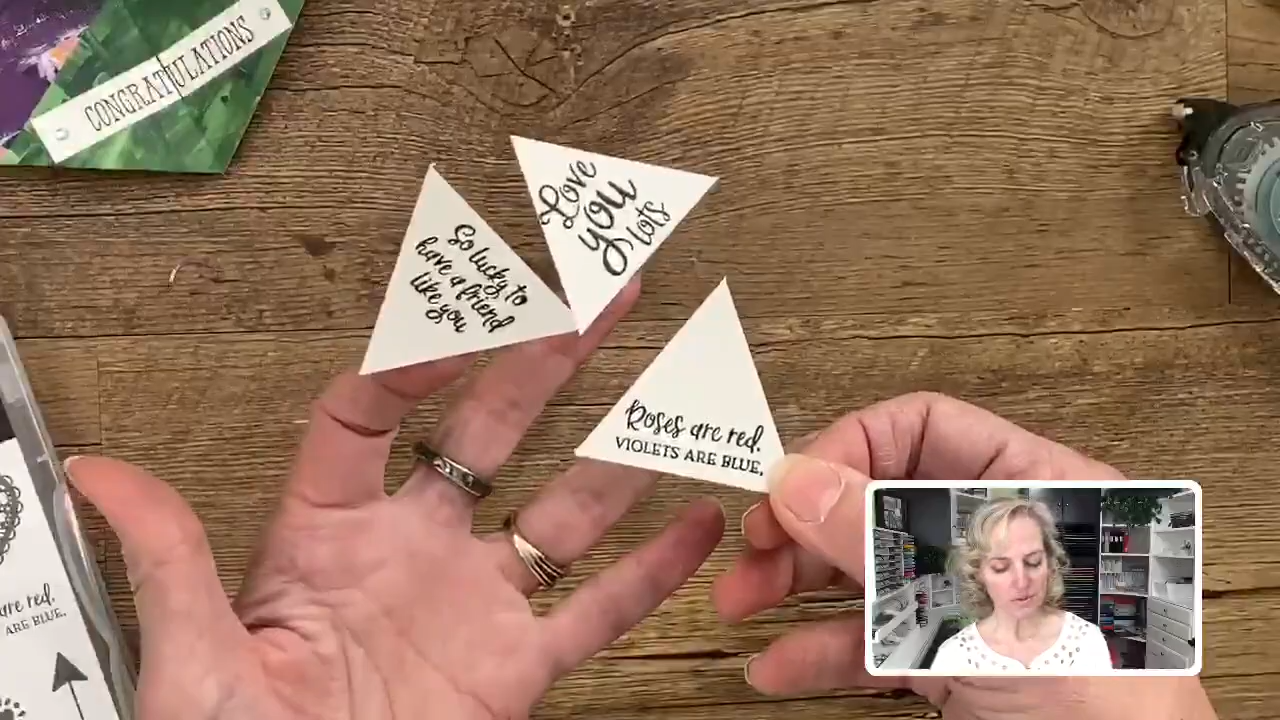 CONGRATULATIONS
Love
you
lots
So lucky to
have a friend
like you
Roses are red,
VIOLETS ARE BLUE,
are red,
ARE BLUE,